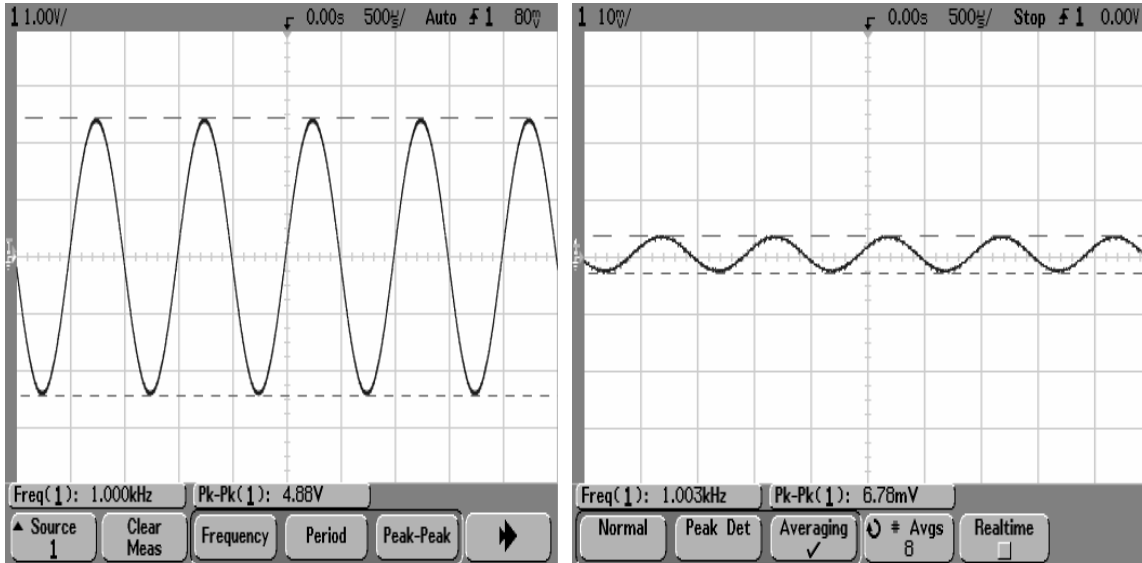 1 1.00V/ 0.00s 500µs/ Auto 1 80mV
Freq(1): 1.000kHz Pk-Pk(1): 4.88V
Source 1
Clear Meas
Frequency
Period
Peak-Peak
1 10mV/ 0.00s 500µs/ Stop 1 0.00V
Freq(1): 1.003kHz Pk-Pk(1): 6.78mV
Normal
Peak Det
Averaging
# Avgs 8
Realtime